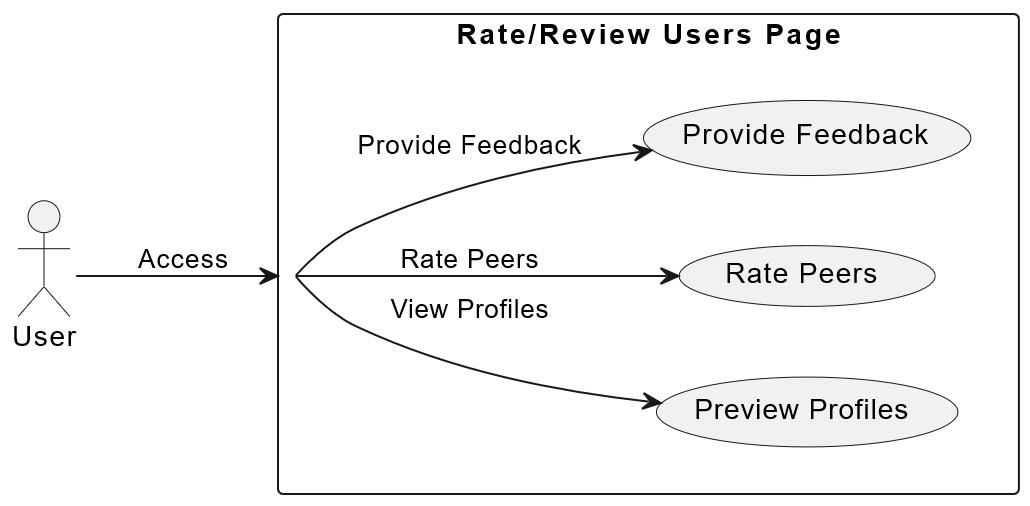 Rate/Review Users Page
Provide Feedback
Provide Feedback
Access
Rate Peers
Rate Peers
View Profiles
User
Preview Profiles